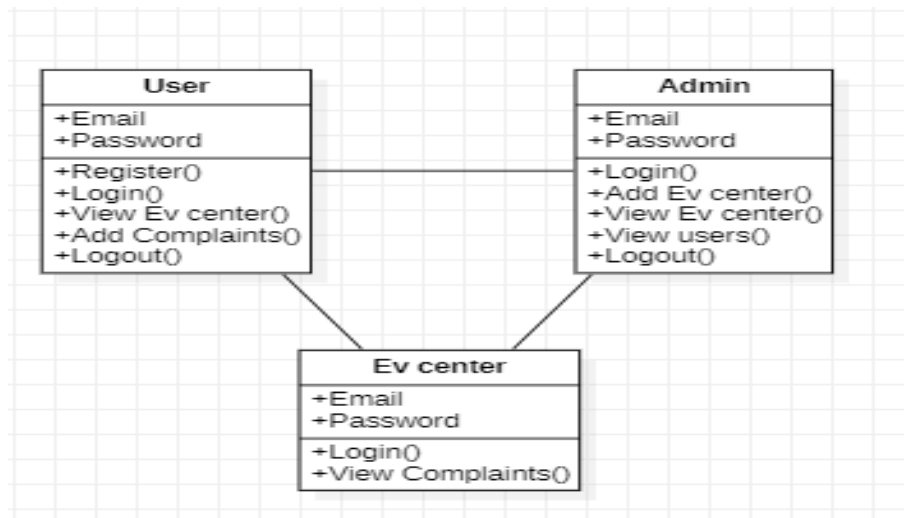 User
+Email
+Password
+Register()
+Login()
+View Ev center()
+Add Complaints()
+Logout()
Admin
+Email
+Password
+Login()
+Add Ev center()
+View Ev center()
+View users()
+Logout()
Ev center
+Email
+Password
+Login()
+View Complaints()